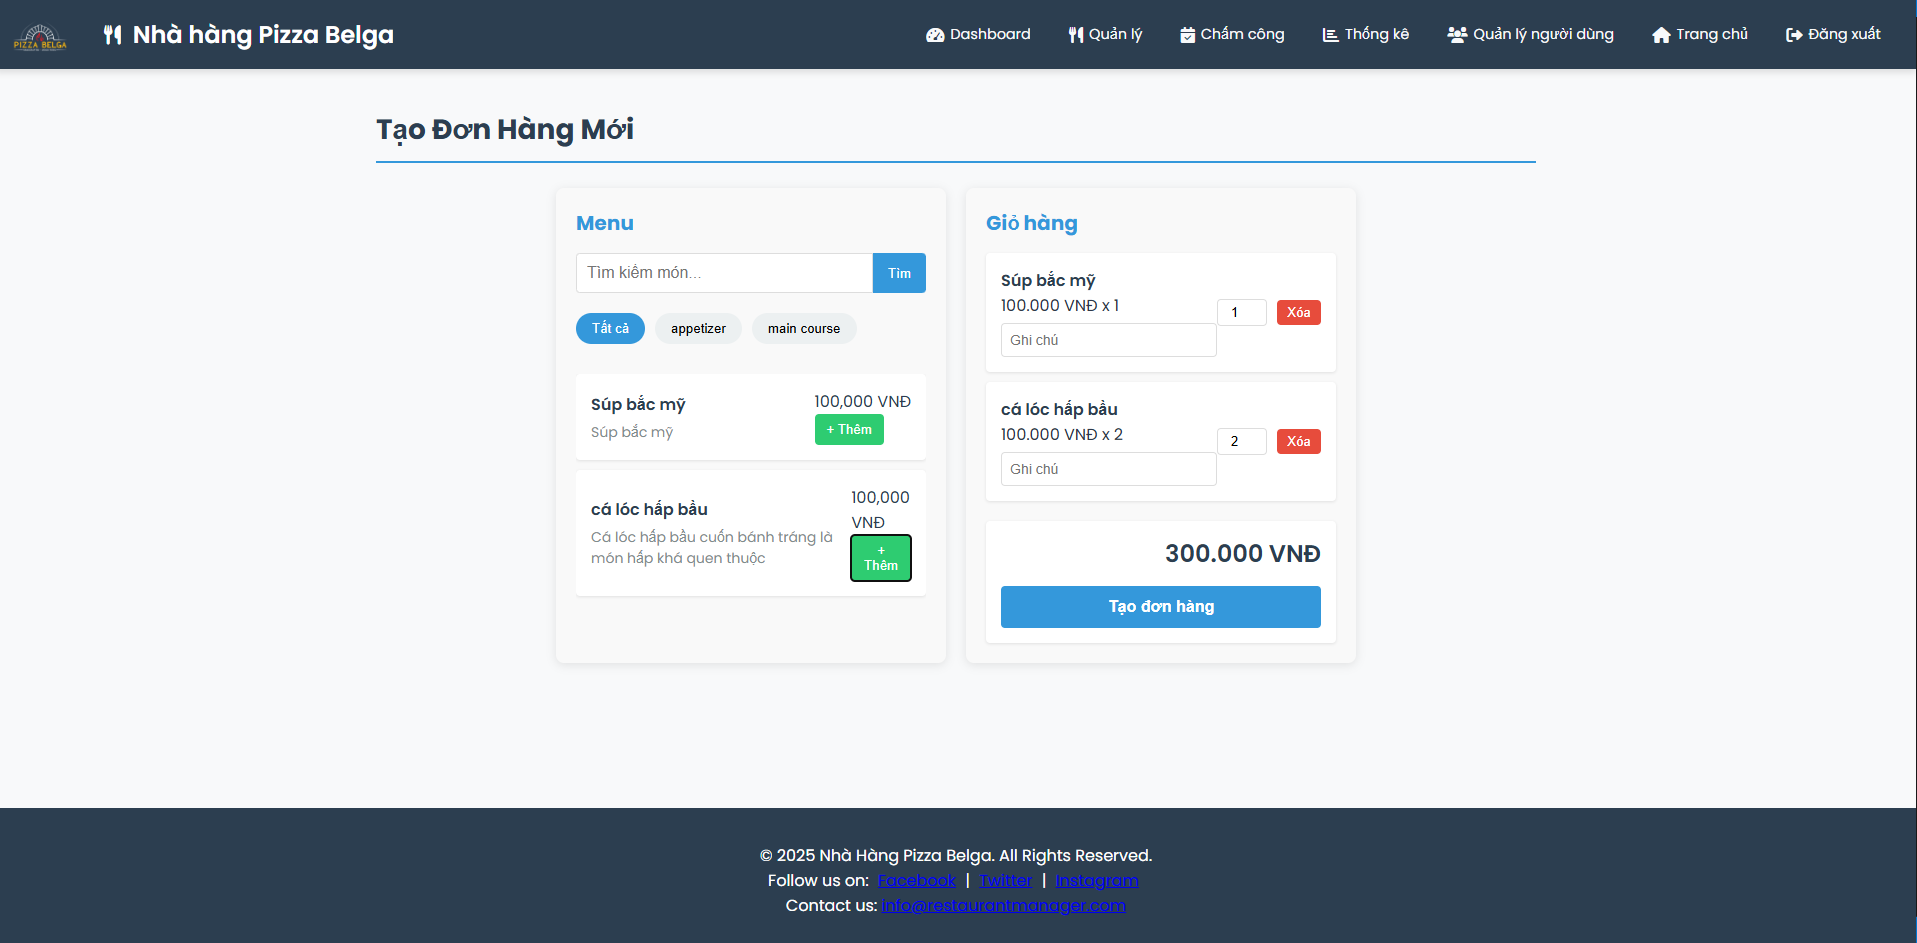 PIZZA BELGA
Nhà hàng Pizza Belga
Dashboard
Quản lý
Chấm công
Thống kê
Quản lý người dùng
Trang chủ
Đăng xuất
Tạo Đơn Hàng Mới
Menu
Tìm kiếm món...
Tìm
Tất cả
appetizer
main course
Súp bắc mỹ
100,000 VNĐ
Súp bắc mỹ
+ Thêm
cá lóc hấp bầu
Cá lóc hấp bầu cuốn bánh tráng là
món hấp khá quen thuộc
100,000
VNĐ
+
Thêm
Giỏ hàng
Súp bắc mỹ
100.000 VNĐ x 1
Ghi chú
1
Xóa
cá lóc hấp bầu
100.000 VNĐ x 2
Ghi chú
2
Xóa
300.000 VNĐ
Tạo đơn hàng
© 2025 Nhà Hàng Pizza Belga. All Rights Reserved.
Follow us on: Facebook | Twitter | Instagram
Contact us: info@restaurantmanager.com